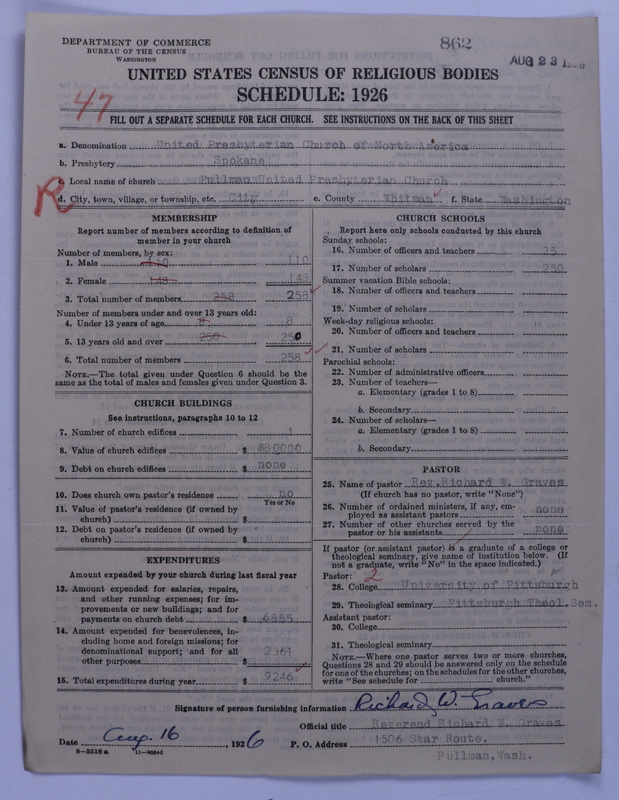 DEPARTMENT OF COMMERCE
BUREAU OF THE CENSUS
WASHINGTON
862
AUG 23 1926
UNITED STATES CENSUS OF RELIGIOUS BODIES
SCHEDULE: 1926
47
FILL OUT A SEPARATE SCHEDULE FOR EACH CHURCH. SEE INSTRUCTIONS ON THE BACK OF THIS SHEET
a. Denomination United Presbyterian Church of North America
b. Presbytery Spokane
c. Local name of church Pullman United Presbyterian Church
R
d. City, town, village, or township, etc. City e. County Whitman f. State Washington
MEMBERSHIP
Report number of members according to definition of
member in your church
Number of members, by sex:
1. Male 110 110
2. Female 148 148
3. Total number of members 258 258
Number of members under and over 13 years old:
4. Under 13 years of age 8 8
5. 13 years old and over 250 250
6. Total number of members 258
NOTE.—The total given under Question 6 should be the
same as the total of males and females given under Question 3.
CHURCH BUILDINGS
See instructions, paragraphs 10 to 12
7. Number of church edifices 1
8. Value of church edifices $ 80000
9. Debt on church edifices $ none
10. Does church own pastor's residence no
Yes or No
11. Value of pastor's residence (if owned by
church) $
12. Debt on pastor's residence (if owned by
church) $
EXPENDITURES
Amount expended by your church during last fiscal year
13. Amount expended for salaries, repairs,
and other running expenses; for im-
provements or new buildings; and for
payments on church debt $ 6885
14. Amount expended for benevolences, in-
cluding home and foreign missions; for
denominational support; and for all
other purposes $ 2361
15. Total expenditures during year $ 9246
CHURCH SCHOOLS
Report here only schools conducted by this church
Sunday schools:
16. Number of officers and teachers 25
17. Number of scholars 250
Summer vacation Bible schools:
18. Number of officers and teachers
19. Number of scholars
Week-day religious schools:
20. Number of officers and teachers
21. Number of scholars
Parochial schools:
22. Number of administrative officers
23. Number of teachers—
a. Elementary (grades 1 to 8)
b. Secondary
24. Number of scholars—
a. Elementary (grades 1 to 8)
b. Secondary
PASTOR
25. Name of pastor Rev. Richard W. Graves
(If church has no pastor, write "None")
26. Number of ordained ministers, if any, em-
ployed as assistant pastors none
27. Number of other churches served by the
pastor or his assistants none
If pastor (or assistant pastor) is a graduate of a college or
theological seminary, give name of institution below. (If
not a graduate, write "No" in the space indicated.)
Pastor: 2
28. College University of Pittsburgh
29. Theological seminary Pittsburgh Theol. Sem.
Assistant pastor:
30. College
31. Theological seminary
NOTE.—Where one pastor serves two or more churches,
Questions 28 and 29 should be answered only on the schedule
for one of the churches; on the schedules for the other churches,
write "See schedule for church."
Signature of person furnishing information Richard W. Graves
Official title Reverend Richard W. Graves
Date Aug. 16, 1926 P. O. Address 1506 Star Route.
8—5518 a
Pullman, Wash.